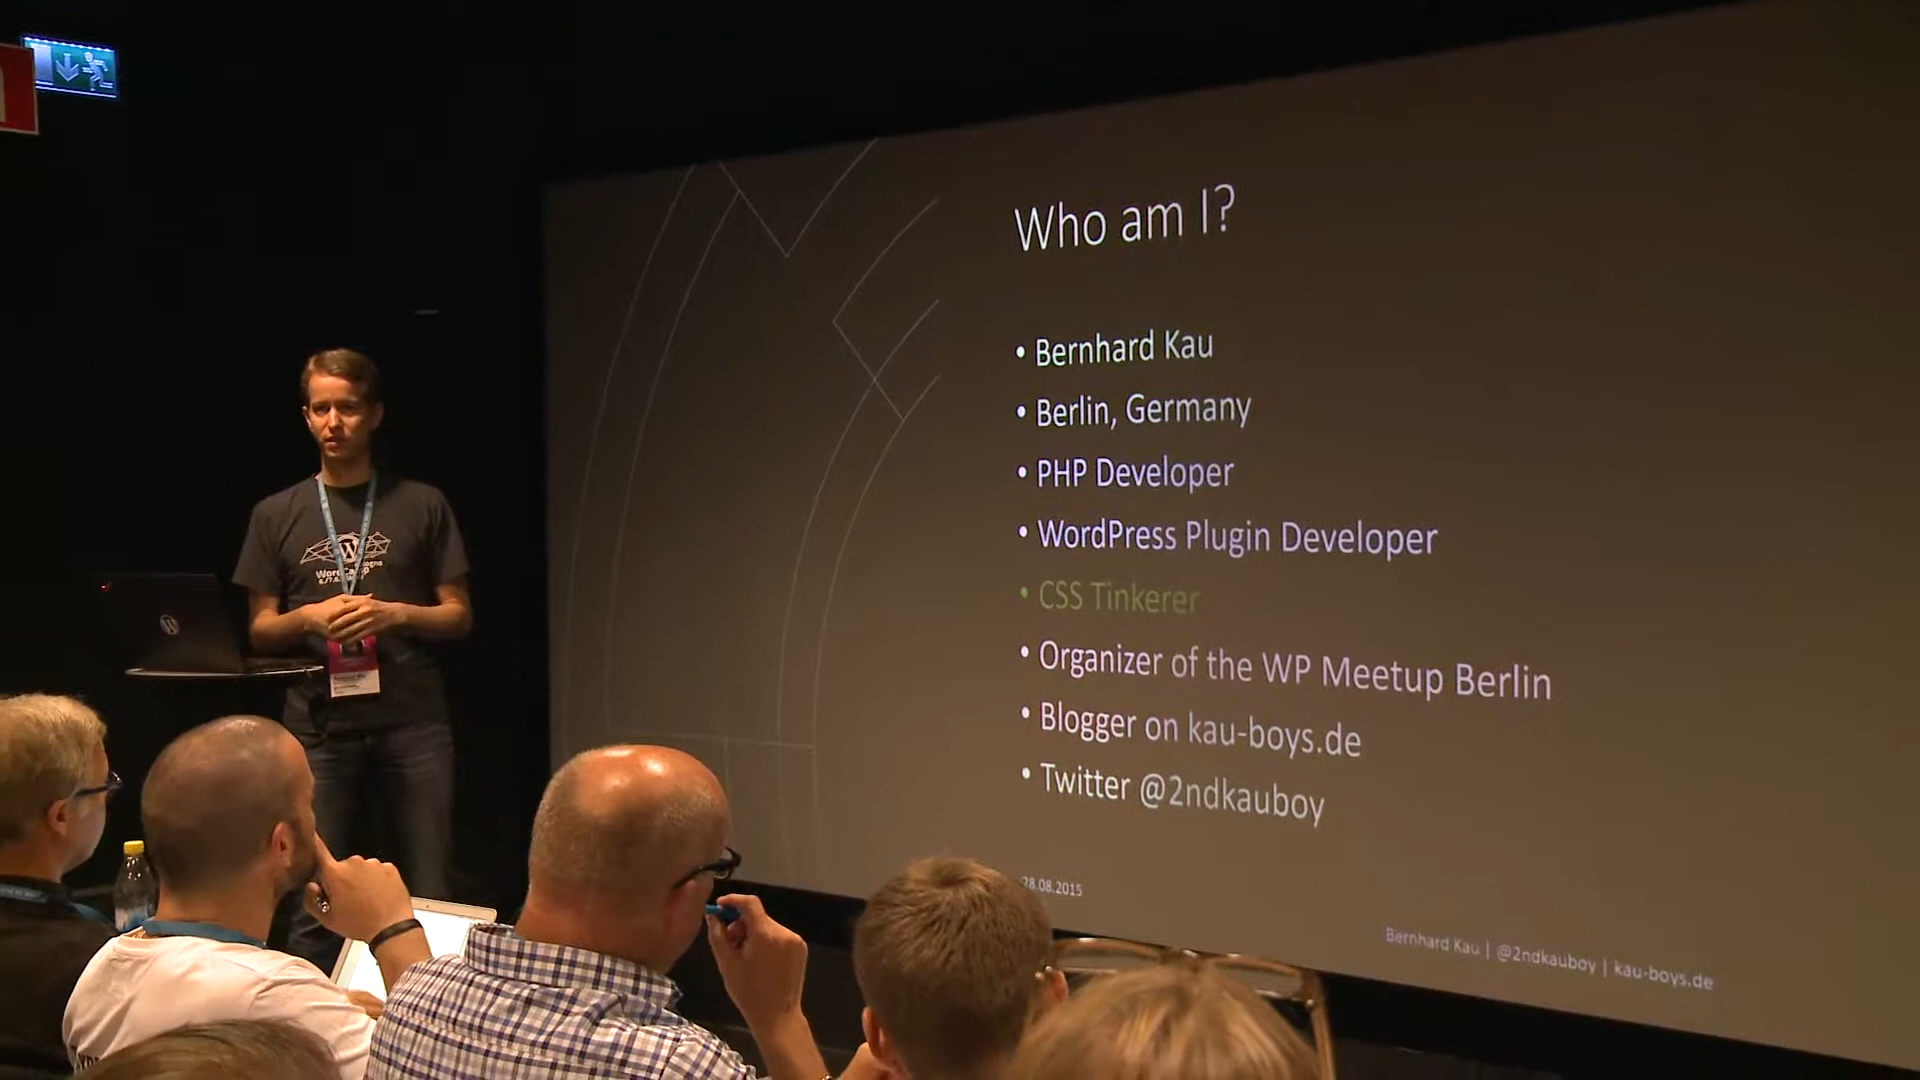 Who am I?
• Bernhard Kau
• Berlin, Germany
• PHP Developer
• WordPress Plugin Developer
• CSS Tinkerer
• Organizer of the WP Meetup Berlin
• Blogger on kau-boys.de
• Twitter @2ndkauboy
28.08.2015
Bernhard Kau | @2ndkauboy | kau-boys.de